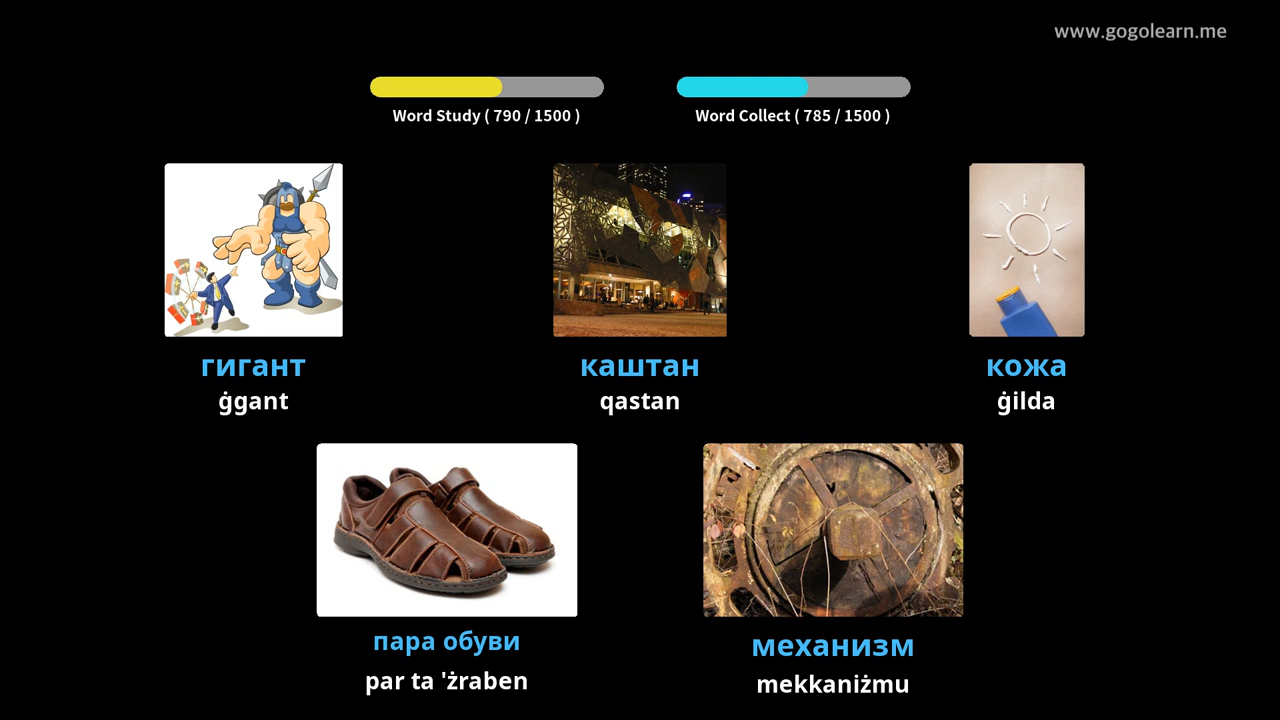 www.gogolearn.me
Word Study ( 790 / 1500 )
Word Collect ( 785 / 1500 )
гигант
ġgant
каштан
qastan
кожа
ġilda
пара обуви
par ta 'żraben
механизм
mekkaniżmu